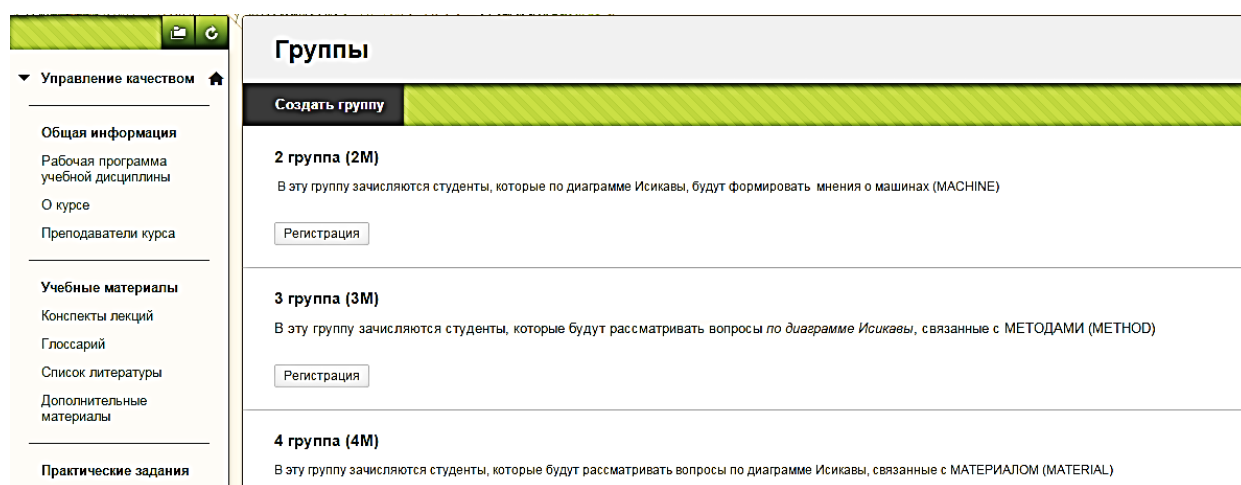 Управление качеством
Общая информация
Рабочая программа
учебной дисциплины
О курсе
Преподаватели курса
Учебные материалы
Конспекты лекций
Глоссарий
Список литературы
Дополнительные
материалы
Практические задания
Группы
Создать группу
2 группа (2М)
В эту группу зачисляются студенты, которые по диаграмме Исикавы, будут формировать мнения о машинах (MACHINE)
Регистрация
3 группа (3М)
В эту группу зачисляются студенты, которые будут рассматривать вопросы по диаграмме Исикавы, связанные с МЕТОДАМИ (METHOD)
Регистрация
4 группа (4М)
В эту группу зачисляются студенты, которые будут рассматривать вопросы по диаграмме Исикавы, связанные с МАТЕРИАЛОМ (MATERIAL)